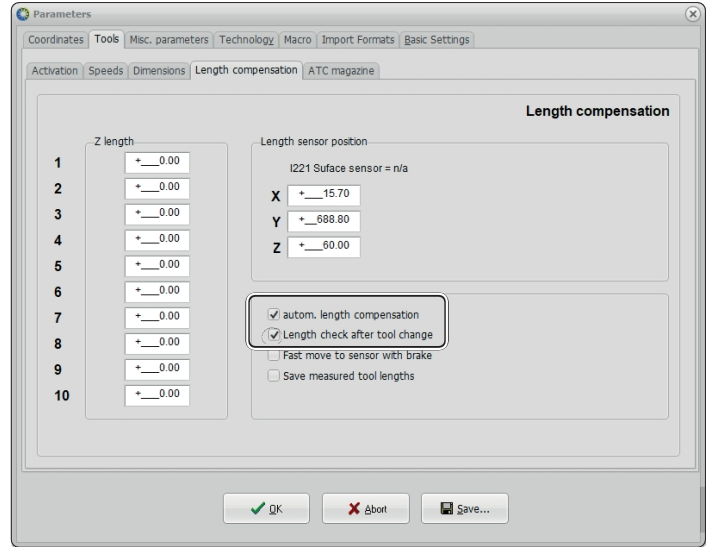 Parameters
Coordinates Tools Misc. parameters Technology Macro Import Formats Basic Settings
Activation Speeds Dimensions Length compensation ATC magazine
Length compensation
Z length
1 +___0.00
2 +___0.00
3 +___0.00
4 +___0.00
5 +___0.00
6 +___0.00
7 +___0.00
8 +___0.00
9 +___0.00
10 +___0.00
Length sensor position
I221 Suface sensor = n/a
X +___15.70
Y +__688.80
Z +___60.00
autom. length compensation
Length check after tool change
Fast move to sensor with brake
Save measured tool lengths
OK Abort Save...